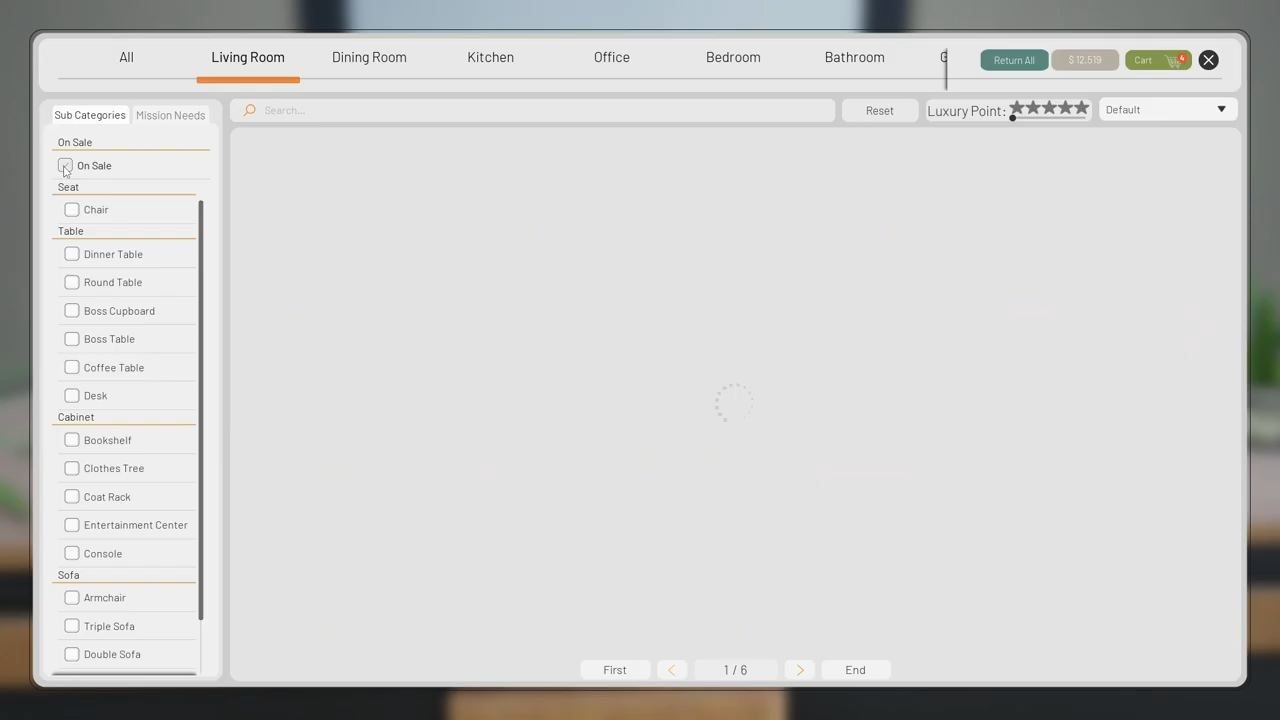 All
Living Room
Dining Room
Kitchen
Office
Bedroom
Bathroom
Return All
$ 12,519
Cart
4
Sub Categories
Mission Needs
Search...
Reset
Luxury Point:
Default
On Sale
On Sale
Seat
Chair
Table
Dinner Table
Round Table
Boss Cupboard
Boss Table
Coffee Table
Desk
Cabinet
Bookshelf
Clothes Tree
Coat Rack
Entertainment Center
Console
Sofa
Armchair
Triple Sofa
Double Sofa
First
1 / 6
End